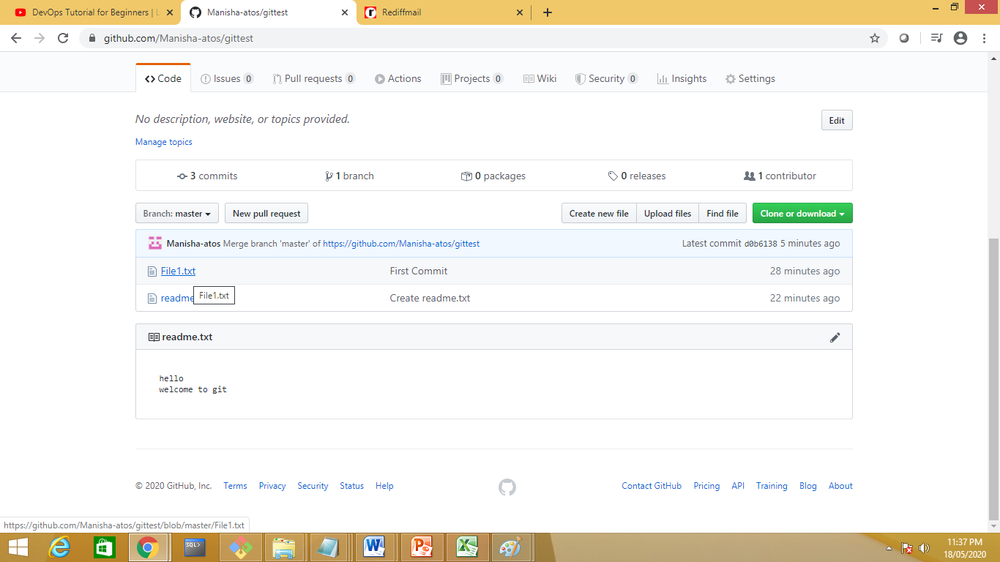 DevOps Tutorial for Beginners | L
Manisha-atos/gittest
Rediffmail
github.com/Manisha-atos/gittest
Code Issues 0 Pull requests 0 Actions Projects 0 Wiki Security 0 Insights Settings
No description, website, or topics provided. Edit
Manage topics
3 commits 1 branch 0 packages 0 releases 1 contributor
Branch: master New pull request Create new file Upload files Find file Clone or download
Manisha-atos Merge branch 'master' of https://github.com/Manisha-atos/gittest Latest commit d0b6138 5 minutes ago
File1.txt First Commit 28 minutes ago
readme Create readme.txt 22 minutes ago
File1.txt
readme.txt
hello
welcome to git
© 2020 GitHub, Inc. Terms Privacy Security Status Help Contact GitHub Pricing API Training Blog About
https://github.com/Manisha-atos/gittest/blob/master/File1.txt
SQL>
11:37 PM
18/05/2020